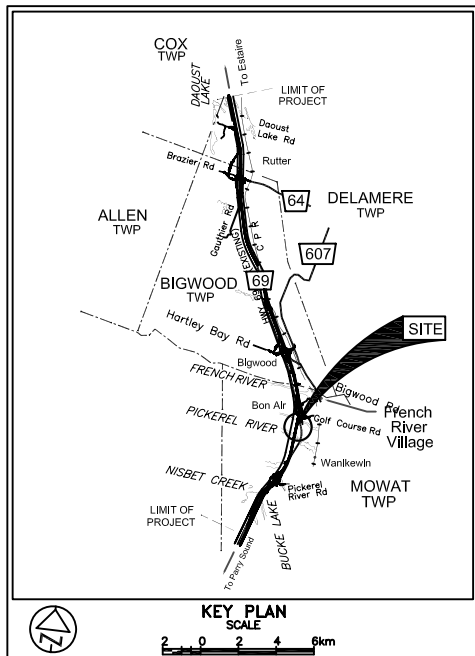 COX
TWP
To Estaire
DAOUST
LAKE
LIMIT OF
PROJECT
Daoust
Lake Rd
Brazier Rd
Rutter
64
DELAMERE
TWP
ALLEN
TWP
Gauthier Rd
C P R
607
HWY 69 (EXISTING)
69
BIGWOOD
TWP
SITE
Hartley Bay Rd
BIgwood
FRENCH RIVER
Bigwood Rd
Bon AIr
French
River
Village
PICKEREL RIVER
Golf Course Rd
WanIkewIn
NISBET CREEK
MOWAT
TWP
Pickerel
River Rd
LIMIT OF
PROJECT
BUCKE LAKE
To Parry Sound
KEY PLAN
SCALE
2 0 2 4 6km
N